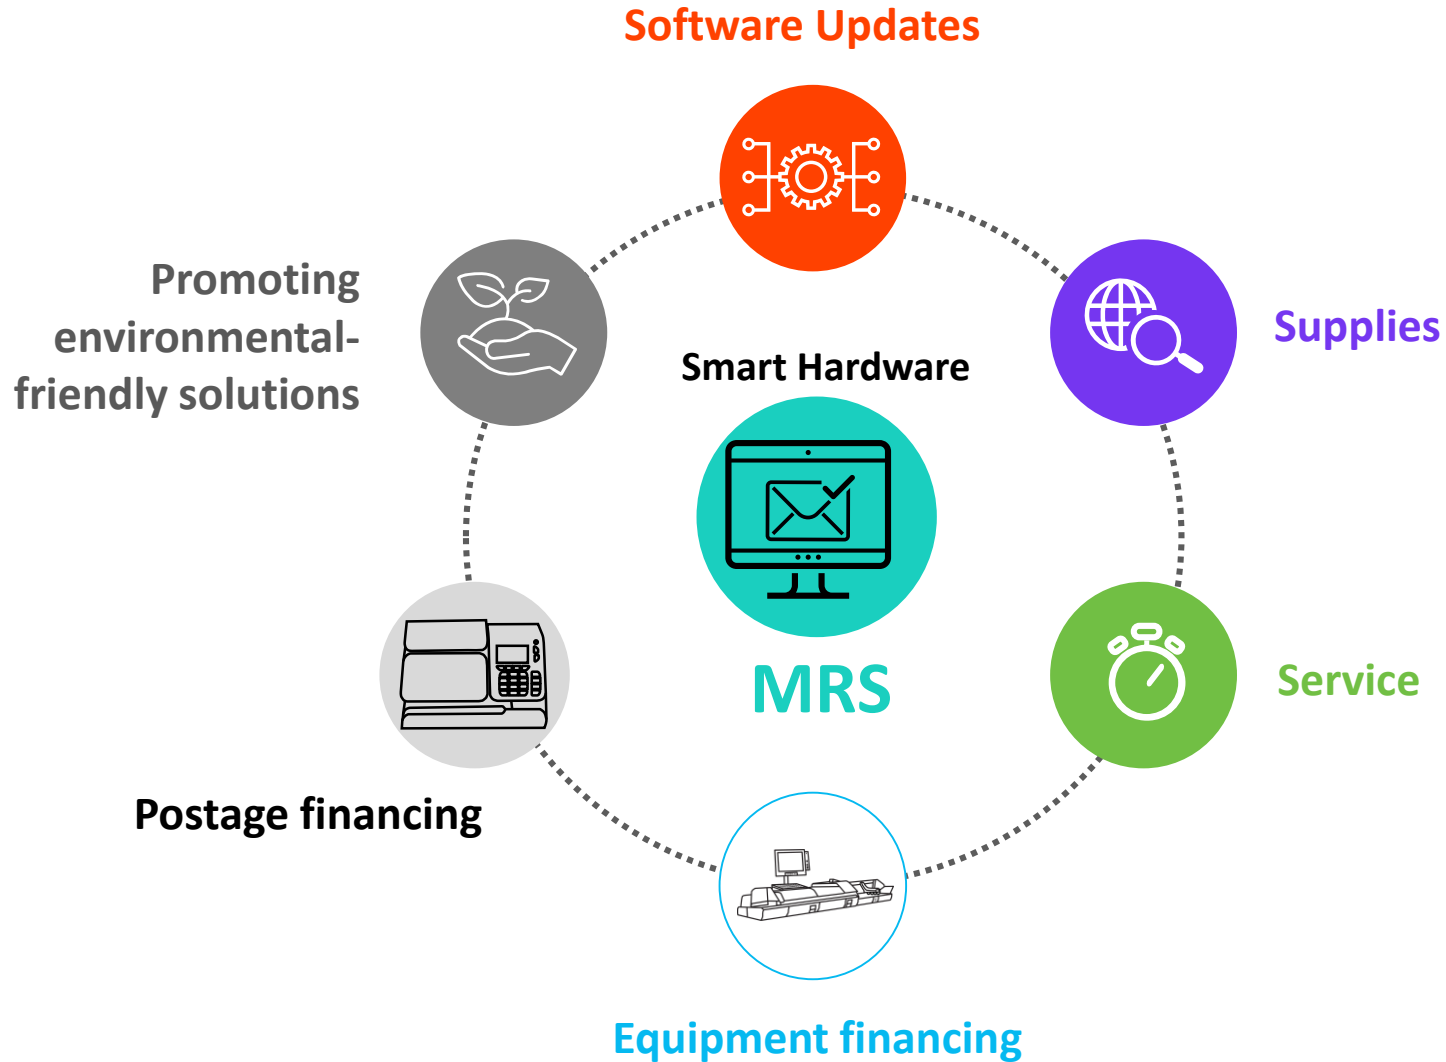 Software Updates
Promoting
environmental-
friendly solutions
Supplies
Smart Hardware
MRS
Service
Postage financing
Equipment financing